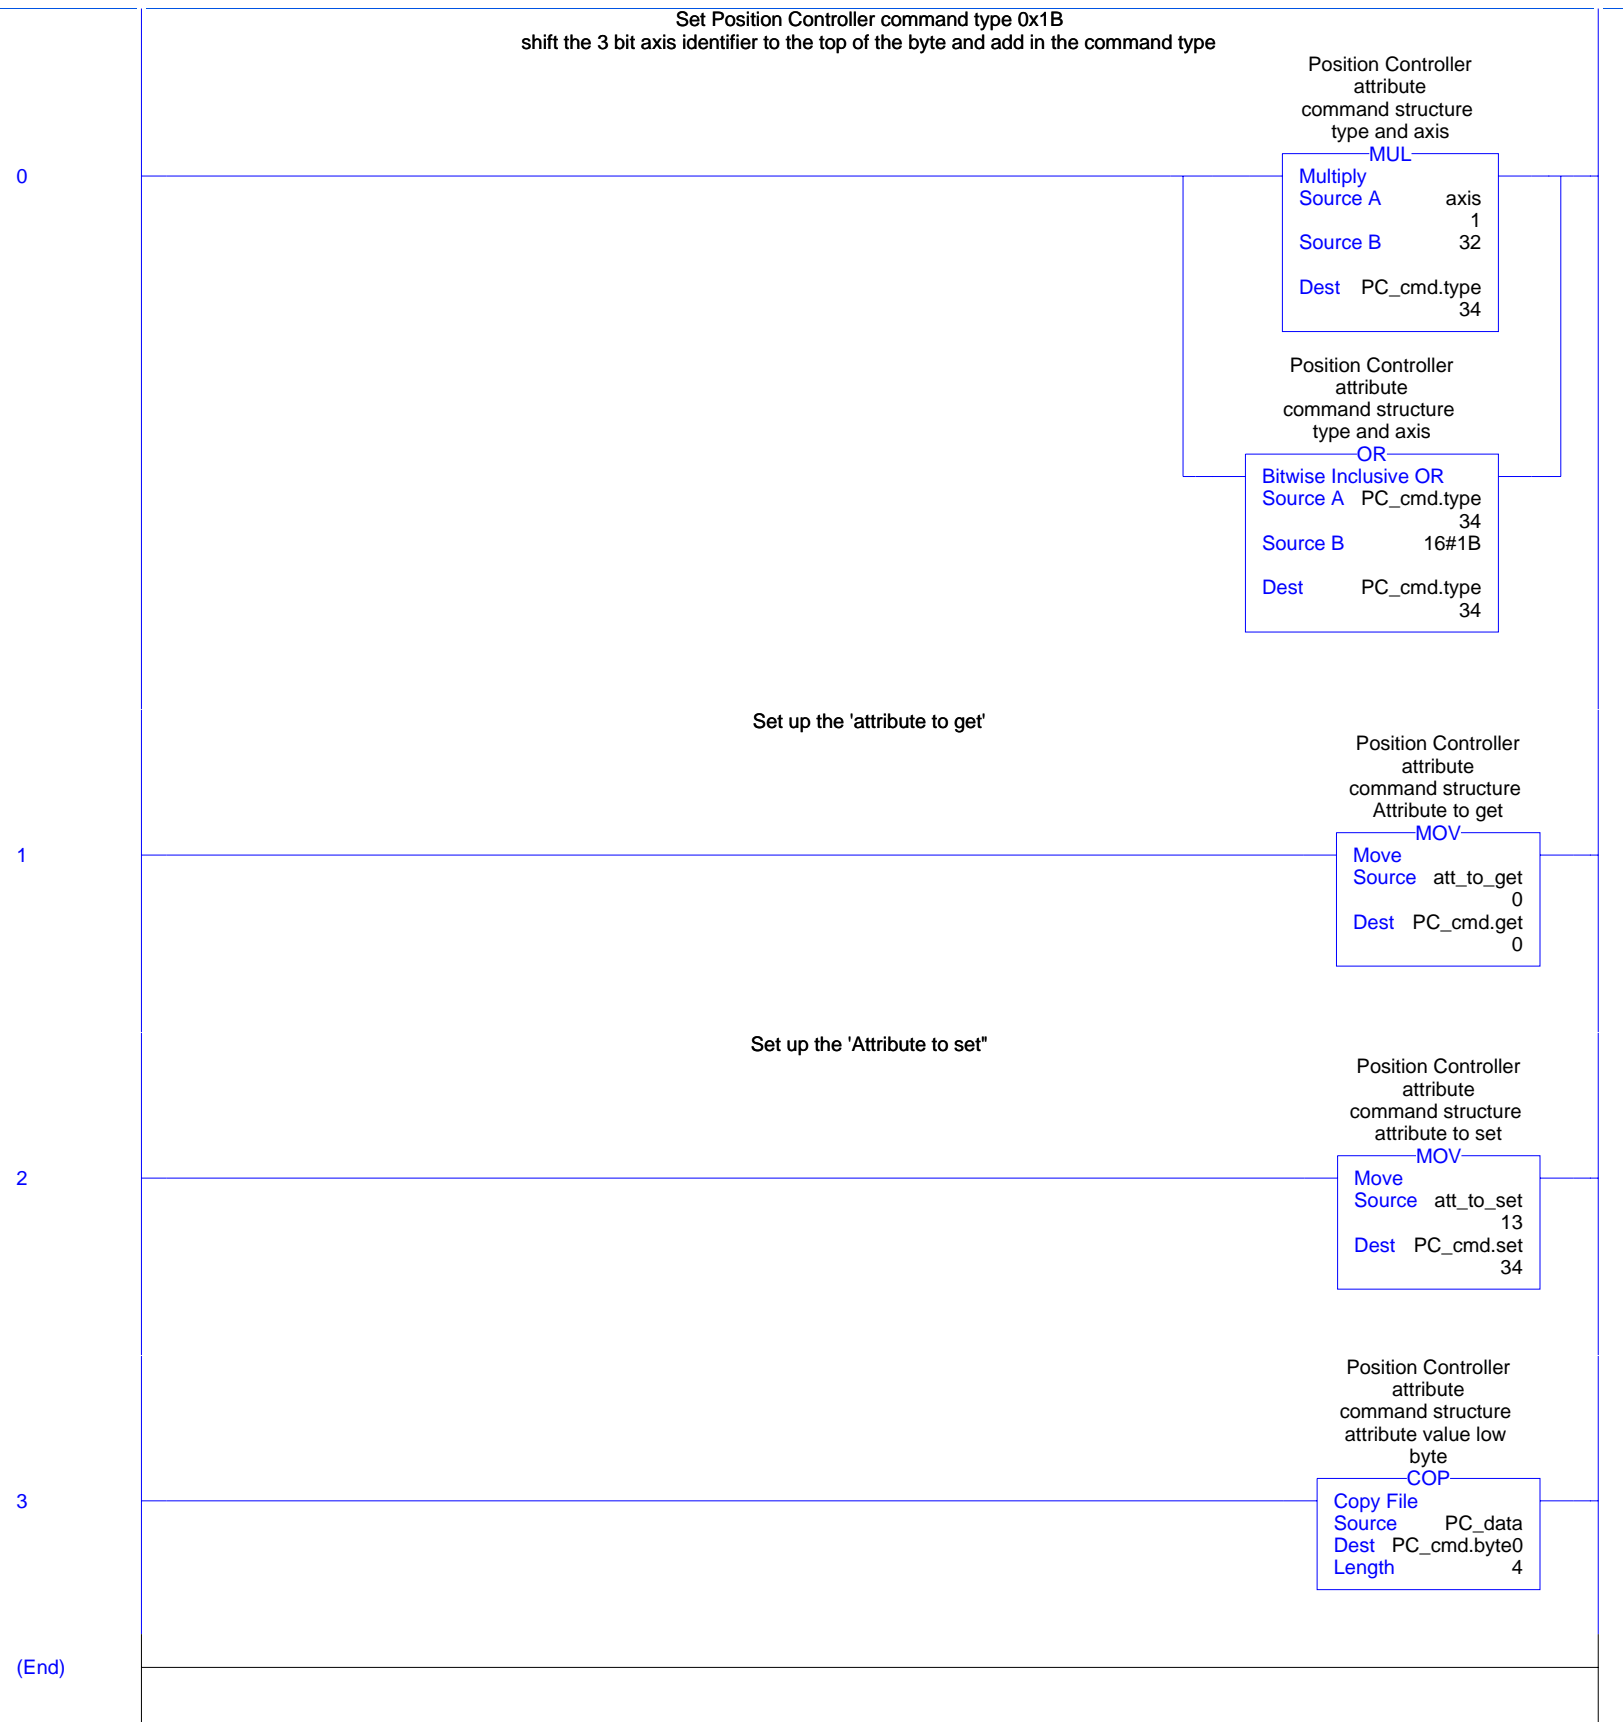 Set Position Controller command type 0x1B
shift the 3 bit axis identifier to the top of the byte and add in the command type
Position Controller
attribute
command structure
type and axis
MUL
0
Multiply
Source A axis
1
Source B 32
Dest PC_cmd.type
34
Position Controller
attribute
command structure
type and axis
OR
Bitwise Inclusive OR
Source A PC_cmd.type
34
Source B 16#1B
Dest PC_cmd.type
34
Set up the 'attribute to get'
Position Controller
attribute
command structure
Attribute to get
MOV
1
Move
Source att_to_get
0
Dest PC_cmd.get
0
Set up the 'Attribute to set"
Position Controller
attribute
command structure
attribute to set
MOV
2
Move
Source att_to_set
13
Dest PC_cmd.set
34
Position Controller
attribute
command structure
attribute value low
byte
COP
3
Copy File
Source PC_data
Dest PC_cmd.byte0
Length 4
(End)